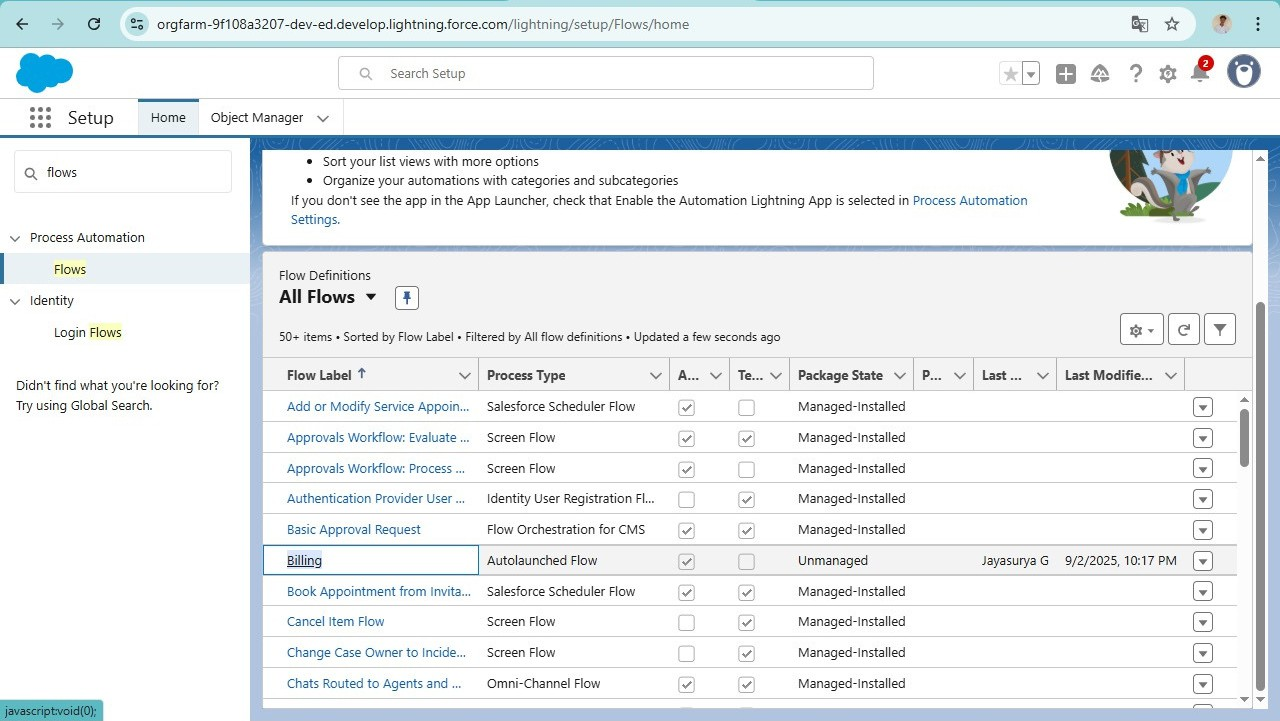 orgfarm-9f108a3207-dev-ed.develop.lightning.force.com/lightning/setup/Flows/home
Search Setup
2
Setup
Home
Object Manager
flows
Process Automation
Flows
Identity
Login Flows
Didn't find what you're looking for?
Try using Global Search.
Sort your list views with more options
Organize your automations with categories and subcategories
If you don't see the app in the App Launcher, check that Enable the Automation Lightning App is selected in Process Automation
Settings.
Flow Definitions
All Flows
50+ items • Sorted by Flow Label • Filtered by All flow definitions • Updated a few seconds ago
Flow Label Process Type A... Te... Package State P... Last ... Last Modifie...
Add or Modify Service Appoin... Salesforce Scheduler Flow Managed-Installed
Approvals Workflow: Evaluate ... Screen Flow Managed-Installed
Approvals Workflow: Process ... Screen Flow Managed-Installed
Authentication Provider User ... Identity User Registration Fl... Managed-Installed
Basic Approval Request Flow Orchestration for CMS Managed-Installed
Billing Autolaunched Flow Unmanaged Jayasurya G 9/2/2025, 10:17 PM
Book Appointment from Invita... Salesforce Scheduler Flow Managed-Installed
Cancel Item Flow Screen Flow Managed-Installed
Change Case Owner to Incide... Screen Flow Managed-Installed
Chats Routed to Agents and ... Omni-Channel Flow Managed-Installed
javascript:void(0);